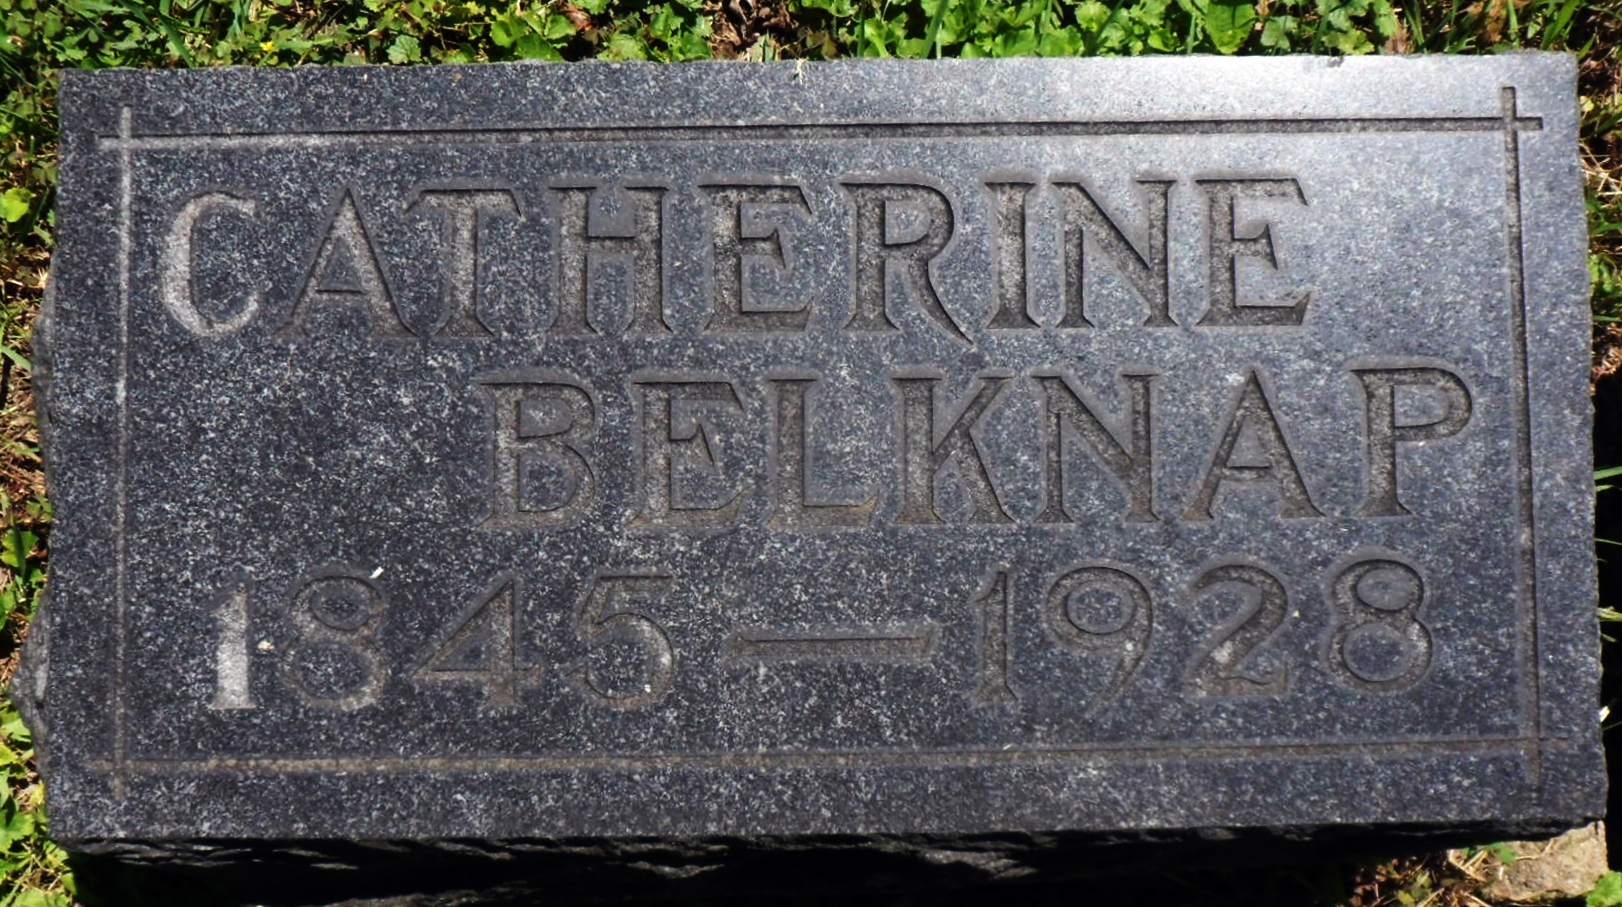 CATHERINE
BELKNAP
1845—1928